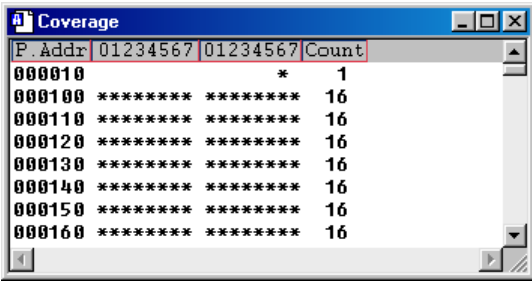 Coverage
P.Addr 01234567 01234567 Count
000010 * 1
000100 ******** ******** 16
000110 ******** ******** 16
000120 ******** ******** 16
000130 ******** ******** 16
000140 ******** ******** 16
000150 ******** ******** 16
000160 ******** ******** 16